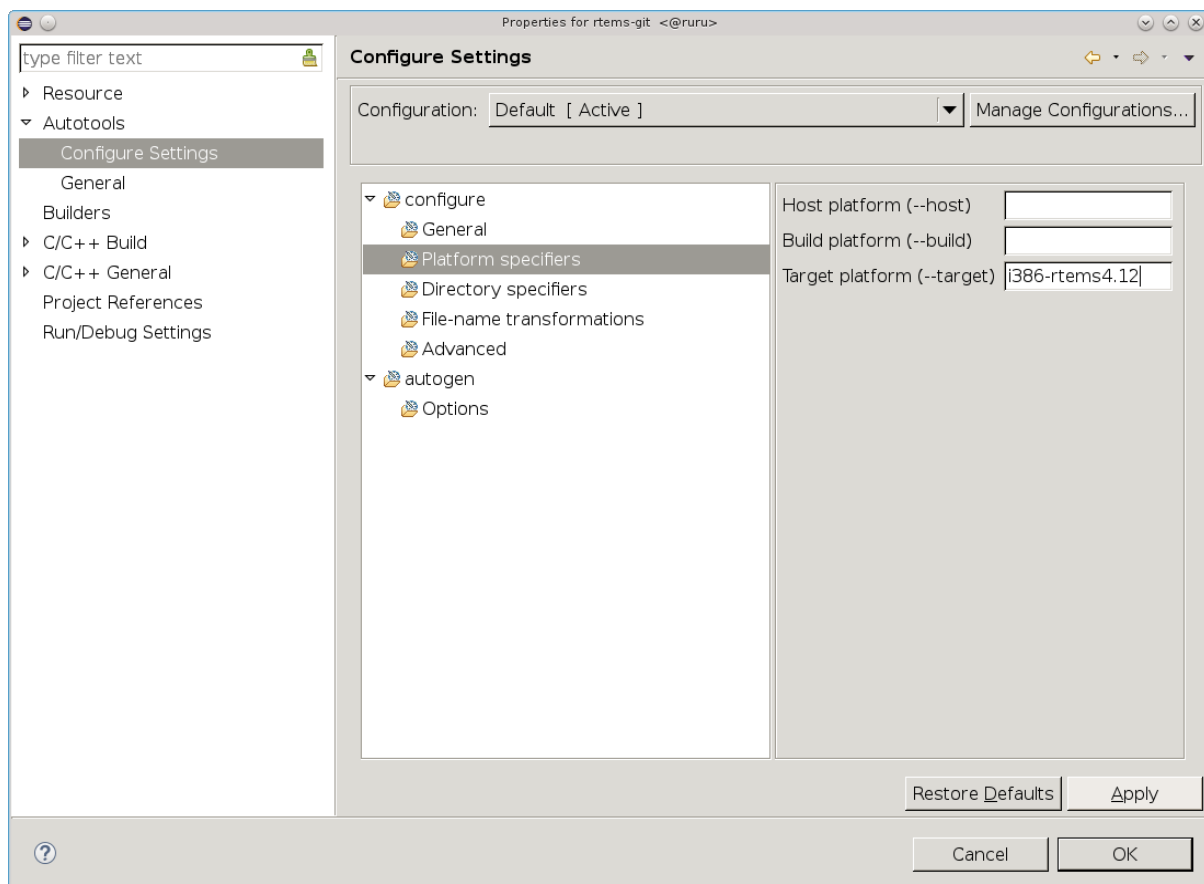 Properties for rtems-git <@ruru>
type filter text
Resource
Autotools
Configure Settings
General
Builders
C/C++ Build
C/C++ General
Project References
Run/Debug Settings
Configure Settings
Configuration: Default [ Active ] Manage Configurations...
configure
General
Platform specifiers
Directory specifiers
File-name transformations
Advanced
autogen
Options
Host platform (--host)
Build platform (--build)
Target platform (--target) i386-rtems4.12
Restore Defaults Apply
? Cancel OK